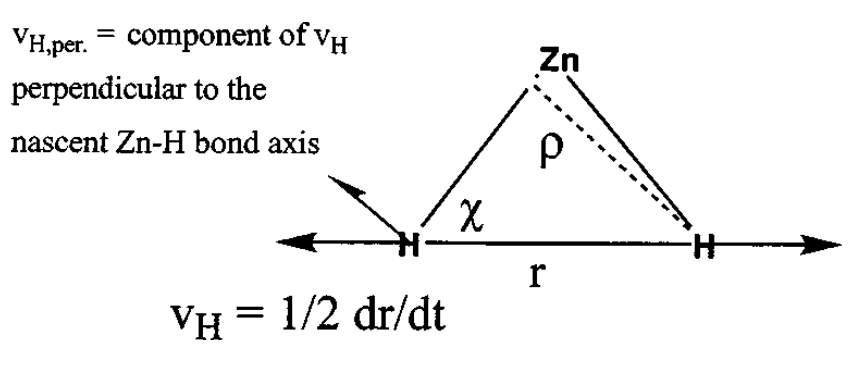 vH,per. = component of vH
perpendicular to the
nascent Zn-H bond axis
Zn
ρ
χ
H
H
r
vH = 1/2 dr/dt